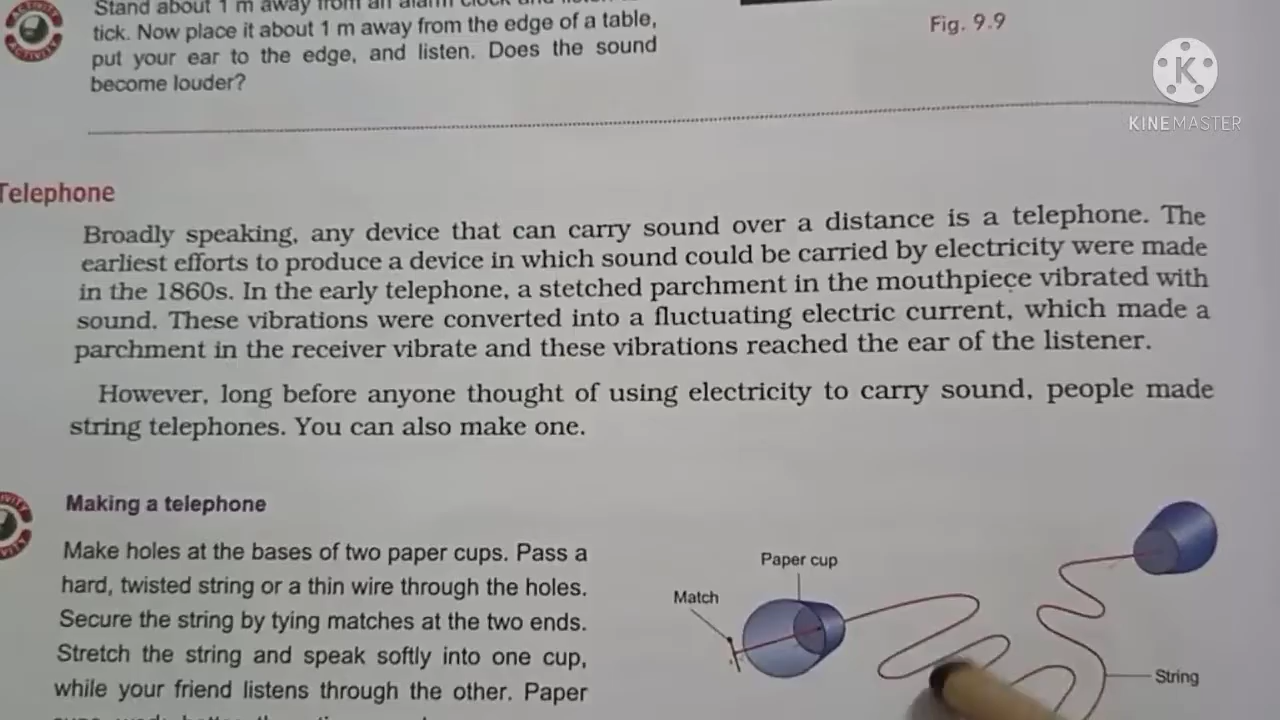 Stand about 1 m away from an alarm clock and listen
tick. Now place it about 1 m away from the edge of a table,
put your ear to the edge, and listen. Does the sound
become louder?
Fig. 9.9
KINEMASTER
Telephone
Broadly speaking, any device that can carry sound over a distance is a telephone. The
earliest efforts to produce a device in which sound could be carried by electricity were made
in the 1860s. In the early telephone, a stetched parchment in the mouthpiece vibrated with
sound. These vibrations were converted into a fluctuating electric current, which made a
parchment in the receiver vibrate and these vibrations reached the ear of the listener.
However, long before anyone thought of using electricity to carry sound, people made
string telephones. You can also make one.
Making a telephone
Make holes at the bases of two paper cups. Pass a
hard, twisted string or a thin wire through the holes.
Secure the string by tying matches at the two ends.
Stretch the string and speak softly into one cup,
while your friend listens through the other. Paper
Paper cup
Match
String